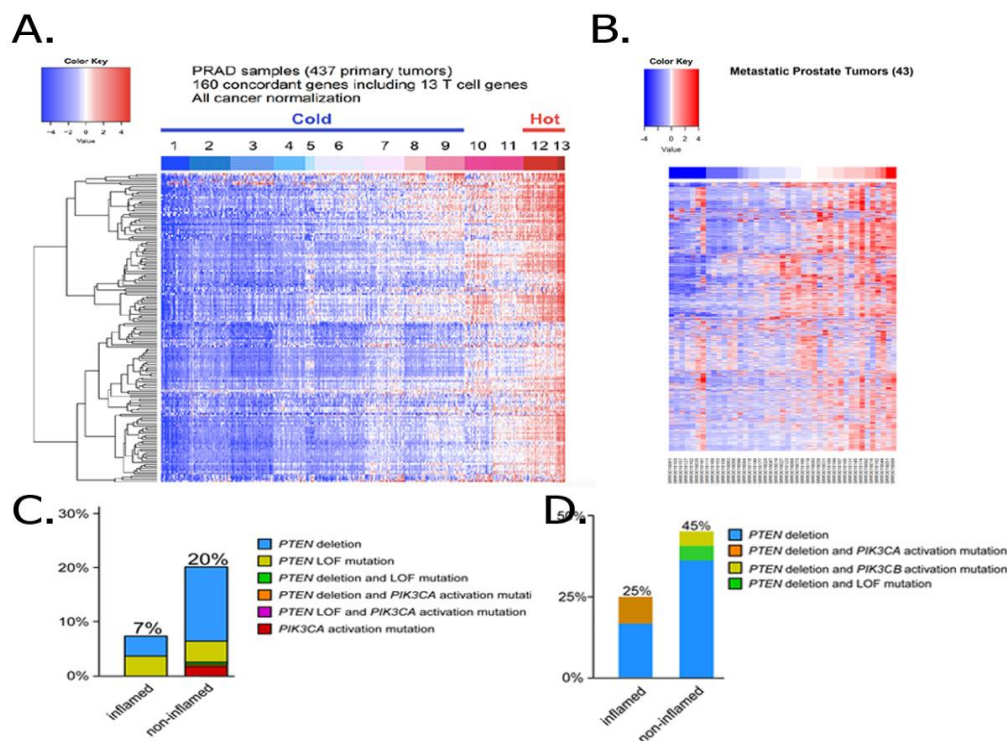 A.
Color Key
-4 -2 0 2 4
Value
PRAD samples (437 primary tumors)
160 concordant genes including 13 T cell genes
All cancer normalization
Cold
Hot
1 2 3 4 5 6 7 8 9 10 11 12 13
B.
Color Key
-4 0 2 4
Value
Metastatic Prostate Tumors (43)
C.
30%
20%
10%
0%
7%
20%
inflamed
non-inflamed
PTEN deletion
PTEN LOF mutation
PTEN deletion and LOF mutation
PTEN deletion and PIK3CA activation mutati
PTEN LOF and PIK3CA activation mutation
PIK3CA activation mutation
D.
50%
25%
0%
25%
45%
inflamed
non-inflamed
PTEN deletion
PTEN deletion and PIK3CA activation mutation
PTEN deletion and PIK3CB activation mutation
PTEN deletion and LOF mutation